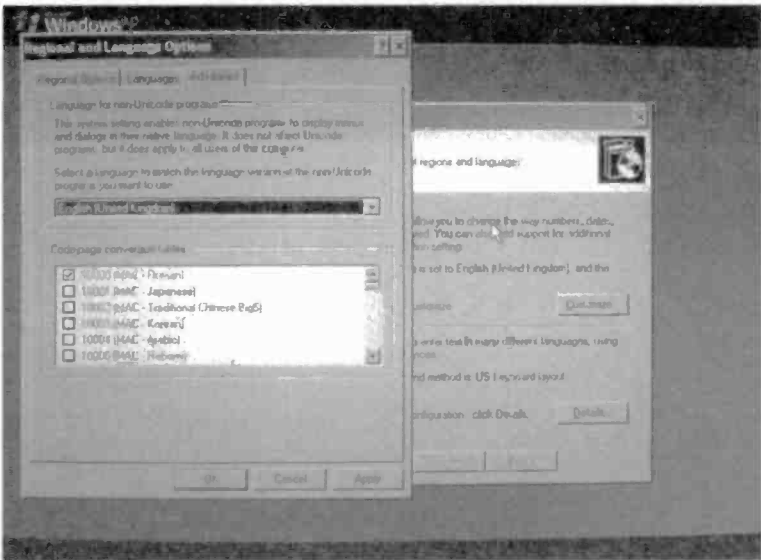 Windows XP
Regional and Language Options
Regional Options
Languages
Advanced
Language for non-Unicode programs
This system setting enables non-Unicode programs to display menus
and dialogs in their native language. It does not affect Unicode
programs, but it does apply to all users of this computer.
Select a language to match the language version of the non-Unicode
programs you want to use:
English (United Kingdom)
Code page conversion tables
10000 (MAC - Roman)
10001 (MAC - Japanese)
10002 (MAC - Traditional Chinese Big5)
10003 (MAC - Korean)
10004 (MAC - Arabic)
10005 (MAC - Hebrew)
OK
Cancel
Apply
regions and languages
allow you to change the way numbers, dates,
You can also add support for additional
setting.
is set to English (United Kingdom), and the
Customize
enter text in many different languages, using
method is US keyboard layout
configuration, click Details.
Details